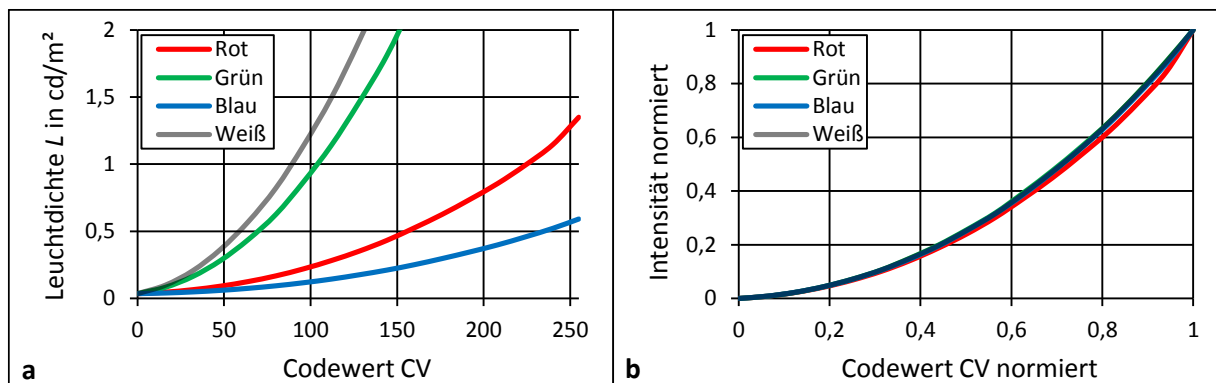 Leuchtdichte L in cd/m²
2
1,5
1
0,5
0
Rot
Grün
Blau
Weiß
0 50 100 150 200 250
Codewert CV
a
Intensität normiert
1
0,8
0,6
0,4
0,2
0
Rot
Grün
Blau
Weiß
0 0,2 0,4 0,6 0,8 1
Codewert CV normiert
b